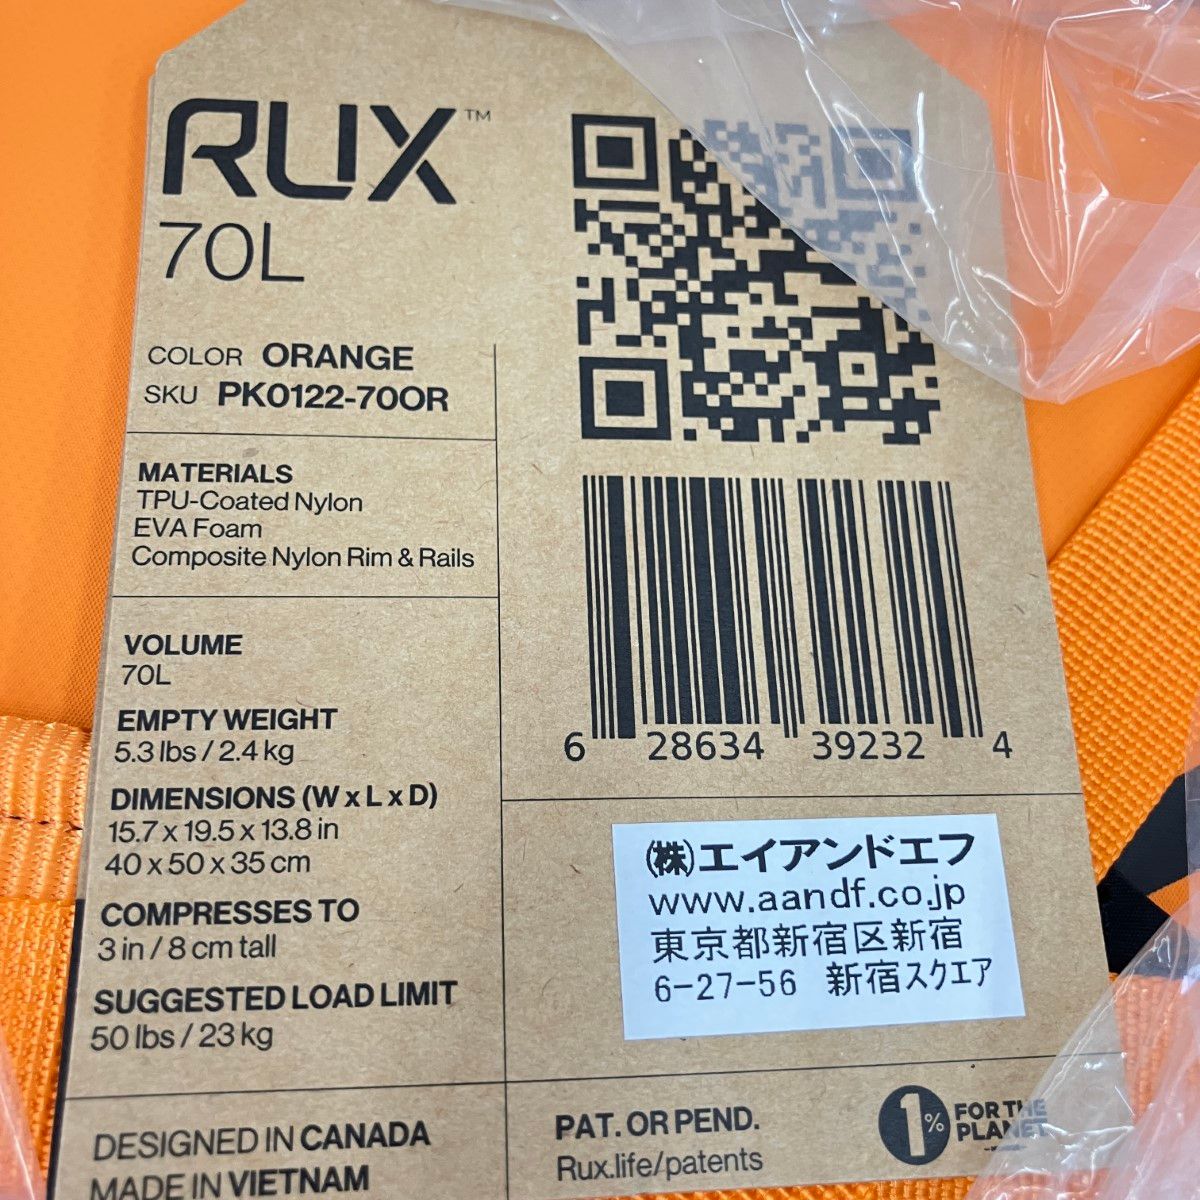 RUX™
70L
COLOR ORANGE
SKU PK0122-70OR
MATERIALS
TPU-Coated Nylon
EVA Foam
Composite Nylon Rim & Rails
VOLUME
70L
EMPTY WEIGHT
5.3 lbs / 2.4 kg
DIMENSIONS (W x L x D)
15.7 x 19.5 x 13.8 in
40 x 50 x 35 cm
COMPRESSES TO
3 in / 8 cm tall
SUGGESTED LOAD LIMIT
50 lbs / 23 kg
DESIGNED IN CANADA
MADE IN VIETNAM
6 28634 39232 4
(株)エイアンドエフ
www.aandf.co.jp
東京都新宿区新宿
6-27-56 新宿スクエア
PAT. OR PEND.
Rux.life/patents
1%
FOR THE
PLANET